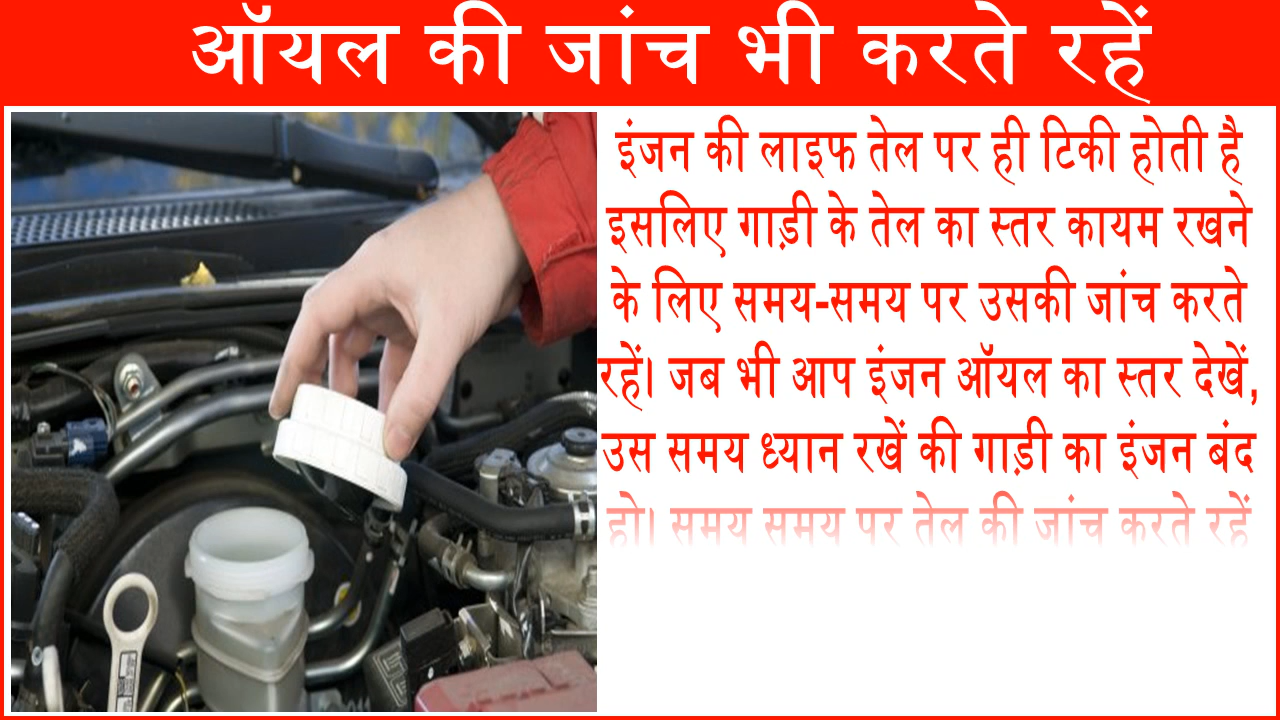 ऑयल की जांच भी करते रहें
इंजन की लाइफ तेल पर ही टिकी होती है
इसलिए गाड़ी के तेल का स्तर कायम रखने
के लिए समय-समय पर उसकी जांच करते
रहें। जब भी आप इंजन ऑयल का स्तर देखें,
उस समय ध्यान रखें की गाड़ी का इंजन बंद
हो। समय समय पर तेल की जांच करते रहें